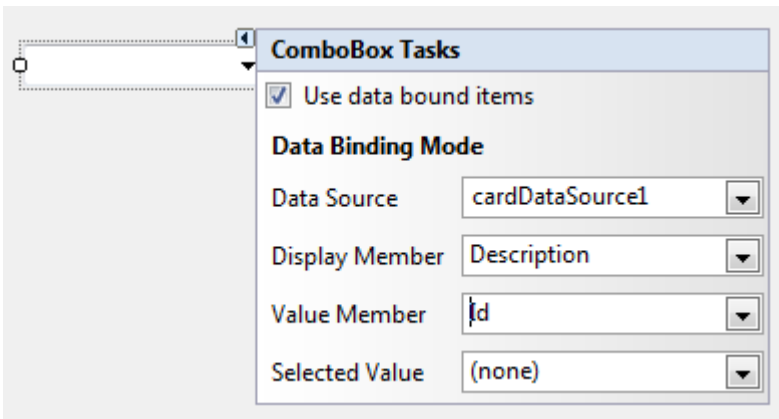 ComboBox Tasks
Use data bound items
Data Binding Mode
Data Source cardDataSource1
Display Member Description
Value Member Id
Selected Value (none)